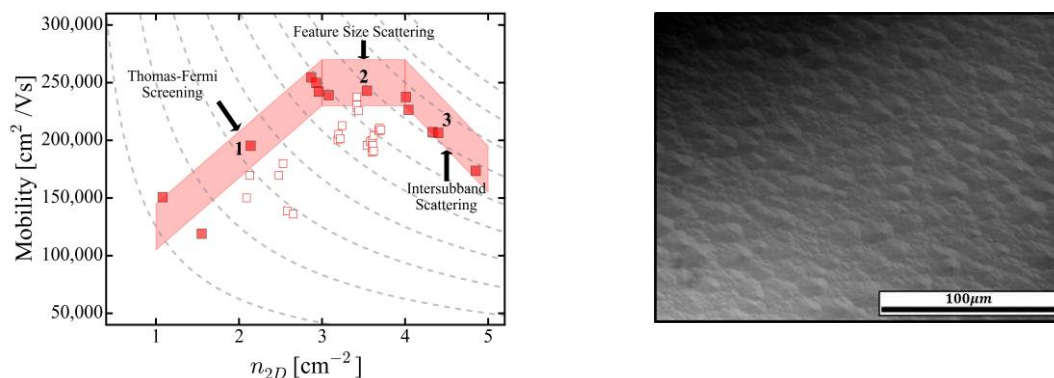 Mobility [cm² /Vs]
300,000
250,000
200,000
150,000
100,000
50,000
Feature Size Scattering
Thomas-Fermi
Screening
1
2
3
Intersubband
Scattering
1 2 3 4 5
n₂D [cm⁻²]
100μm